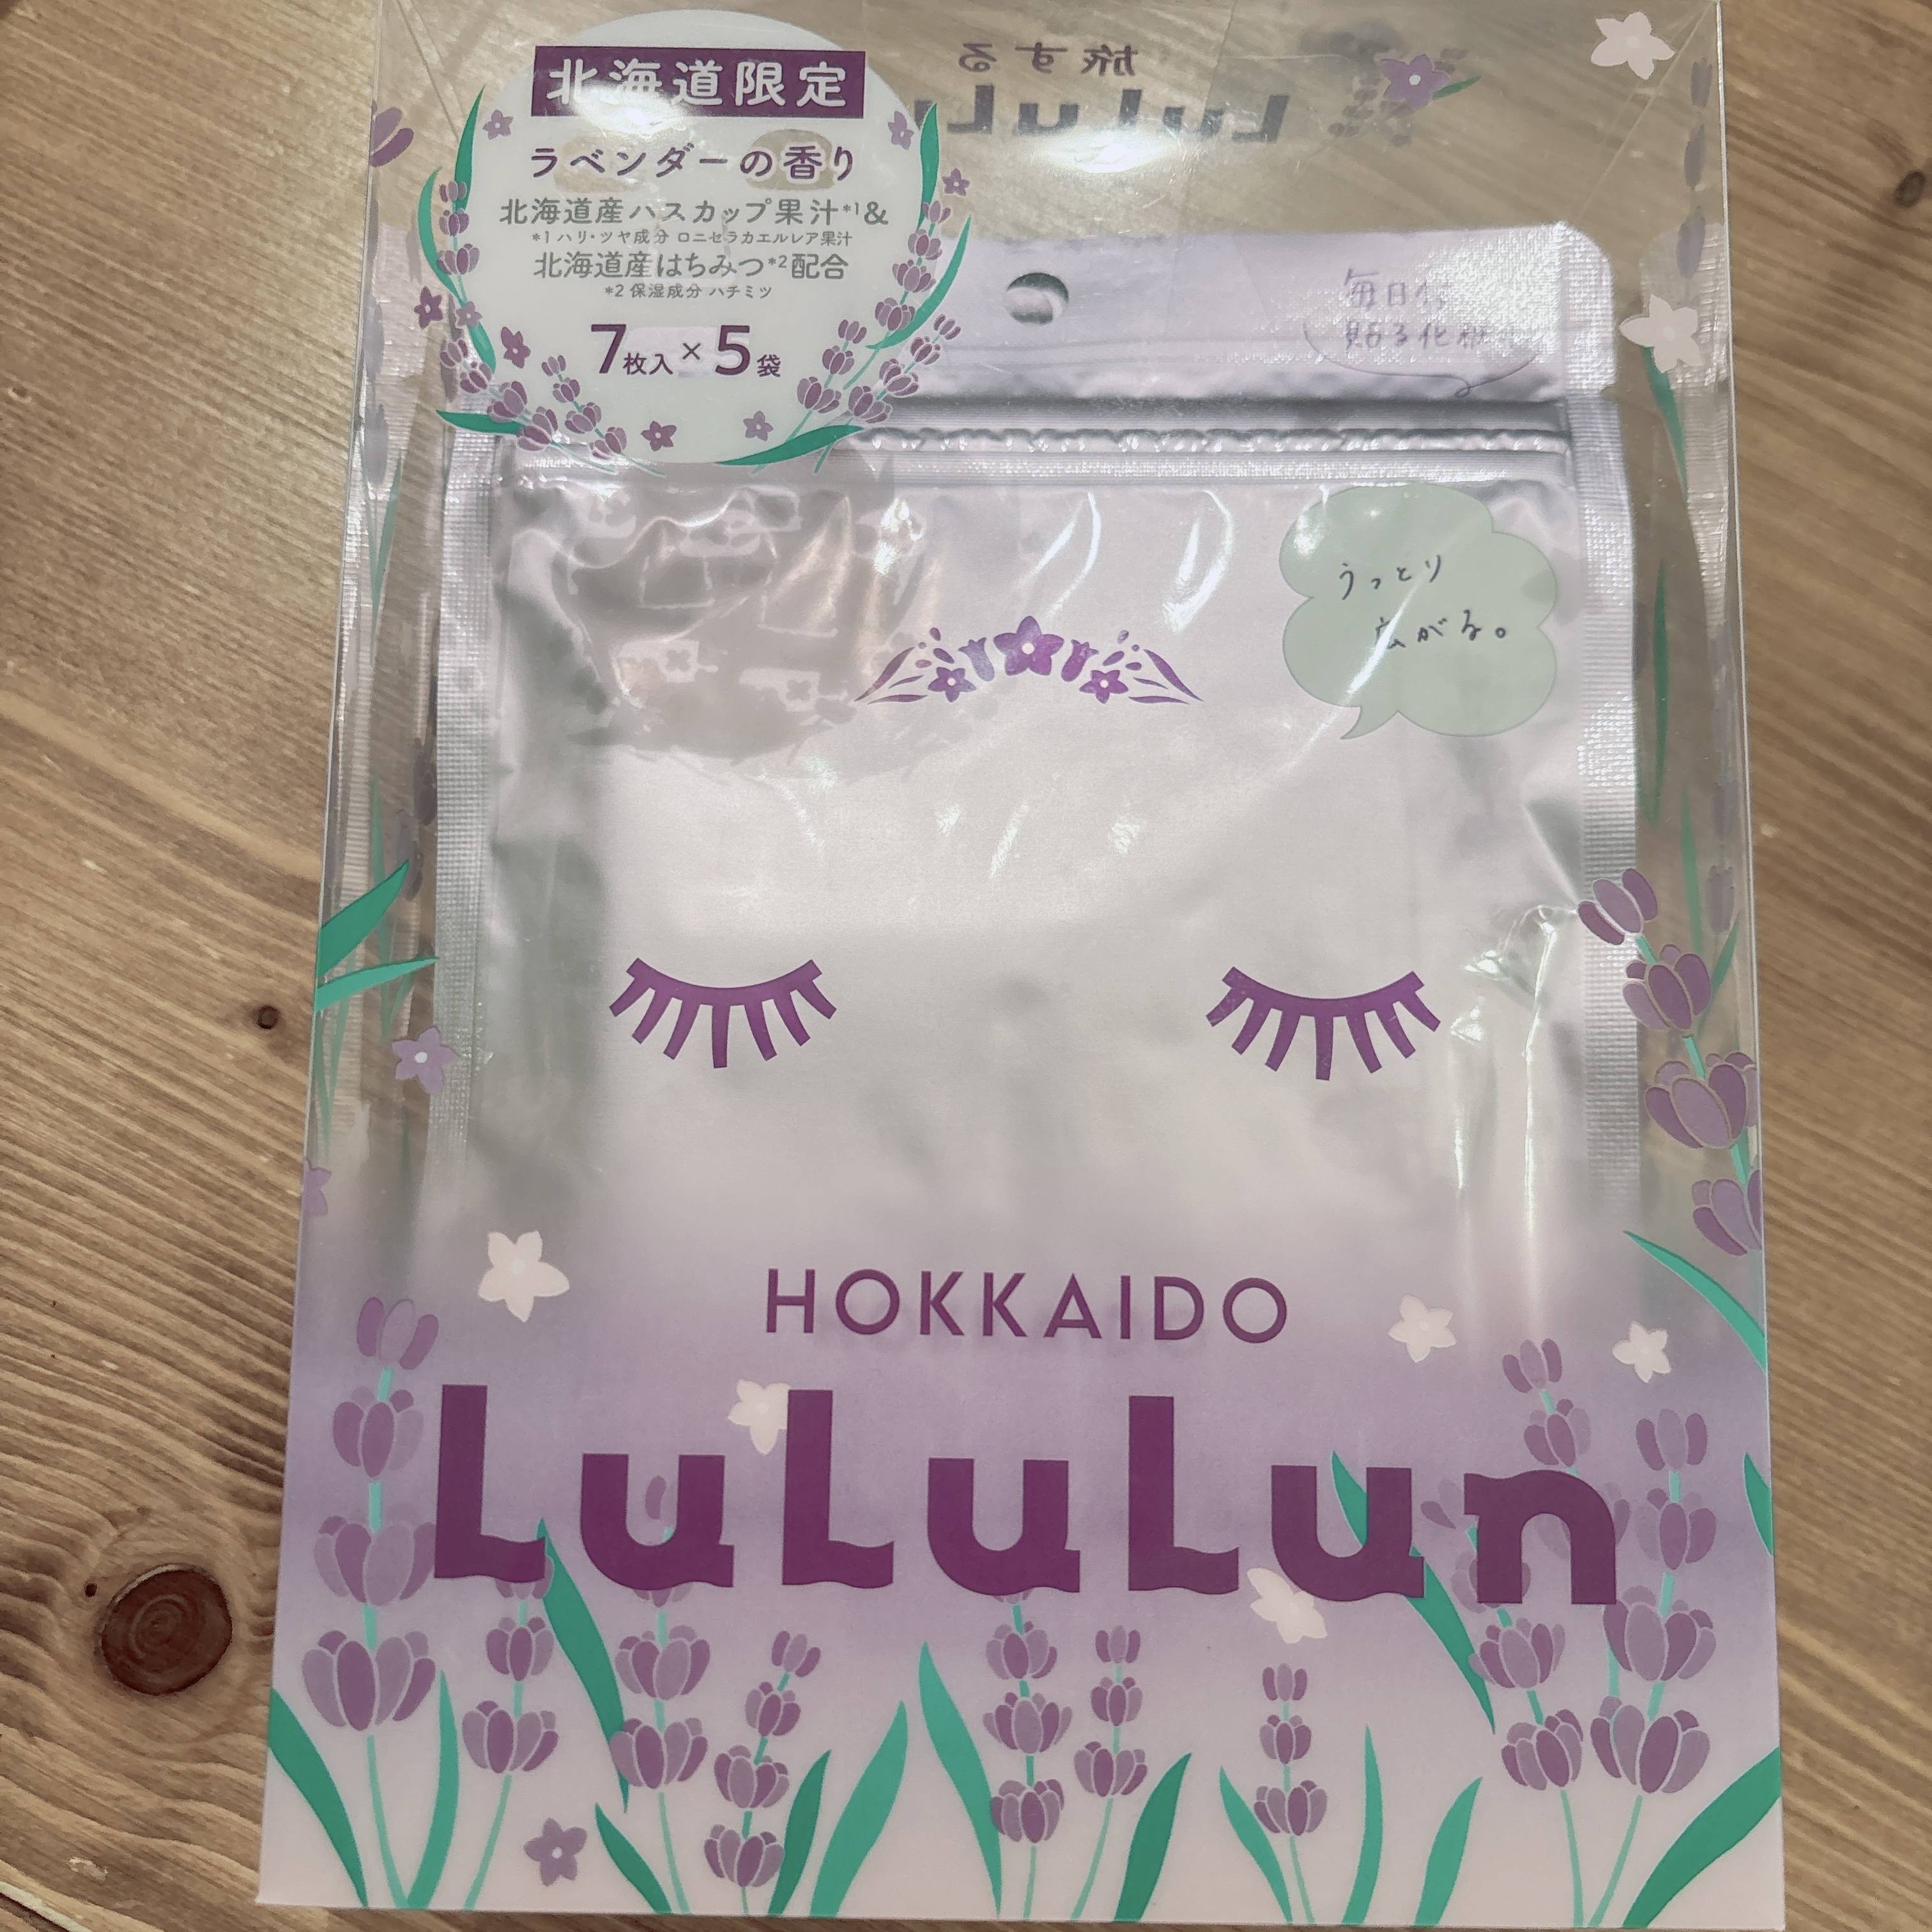 北海道限定
ラベンダーの香り
北海道産ハスカップ果汁*1&
*1 ハリ・ツヤ成分 ロニセラカエルレア果汁
北海道産はちみつ*2配合
*2 保湿成分 ハチミツ
7枚入×5袋
旅する
毎日
貼る化粧
うっとり
広がる。
HOKKAIDO
LuLuLun